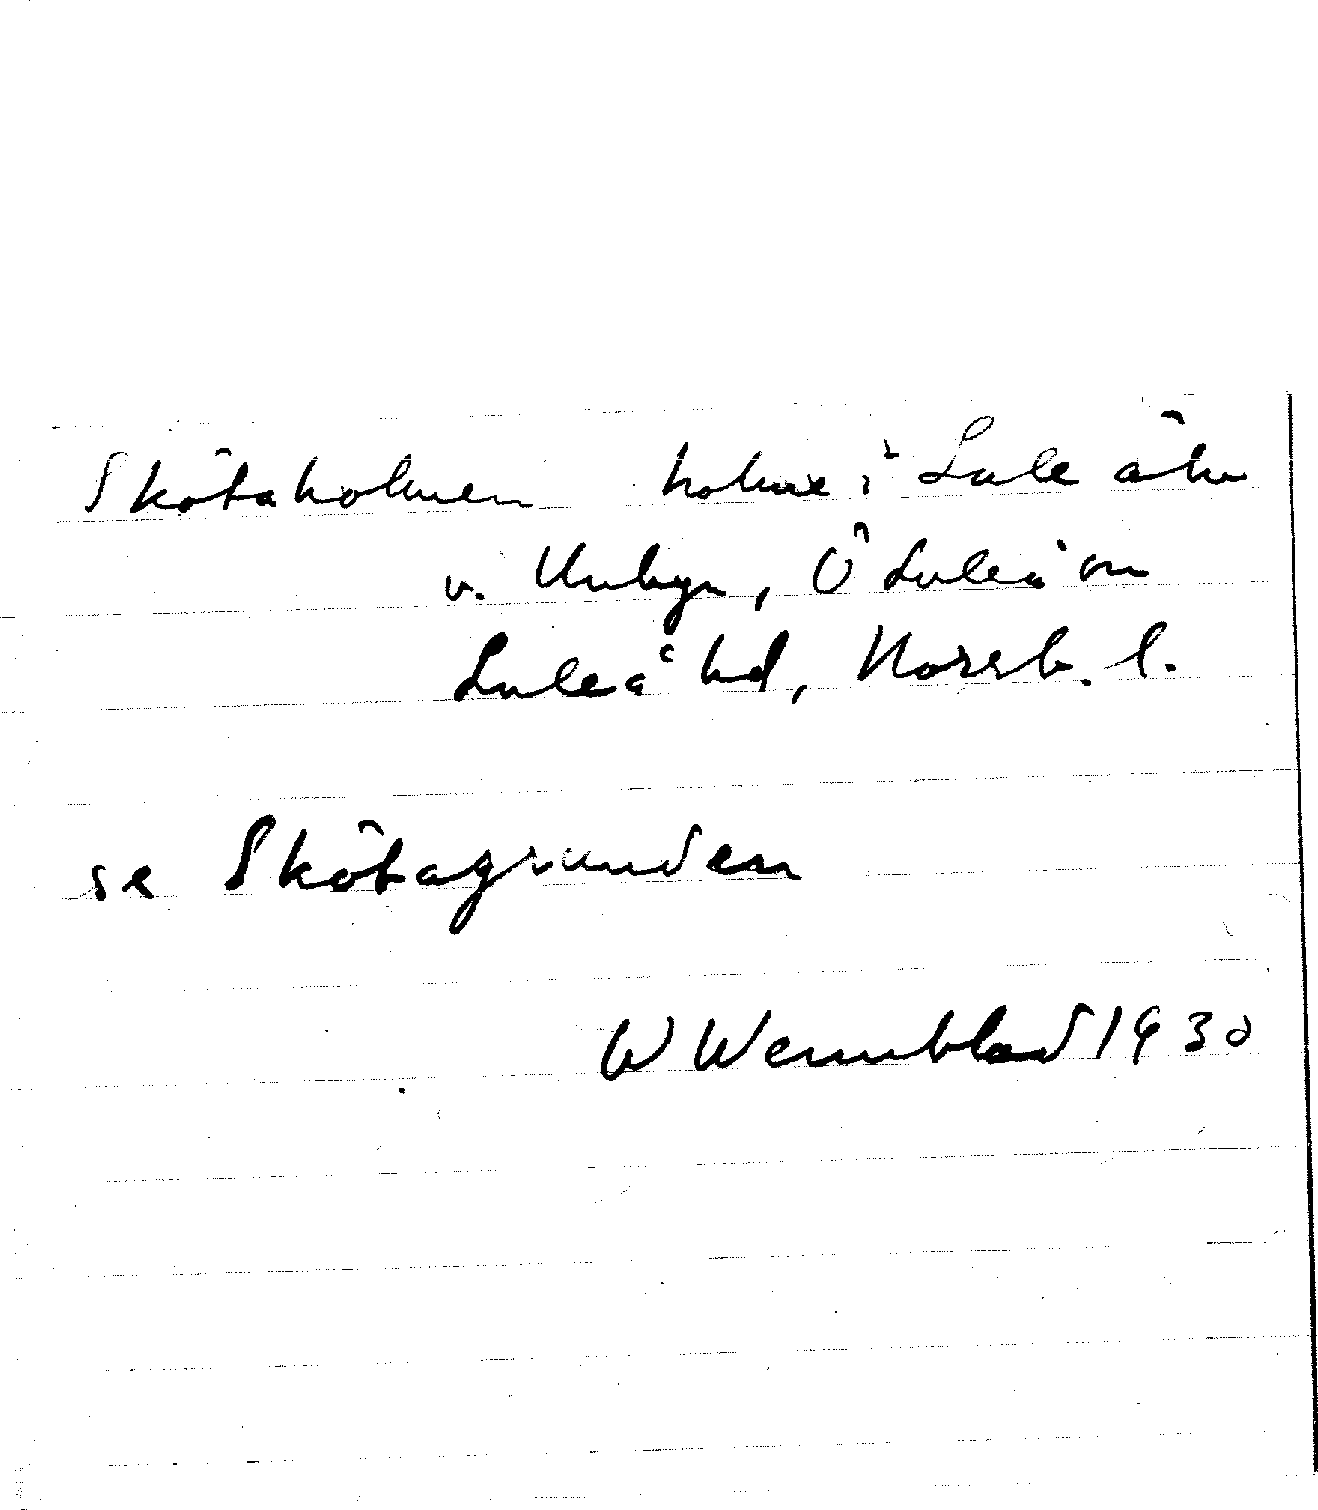 Skötaholmen holme i Lule älv
v. Unbyn, Ö Luleå sn
Luleå hd, Norrb. l.
se Skötagrunden
W Wennblad 1930